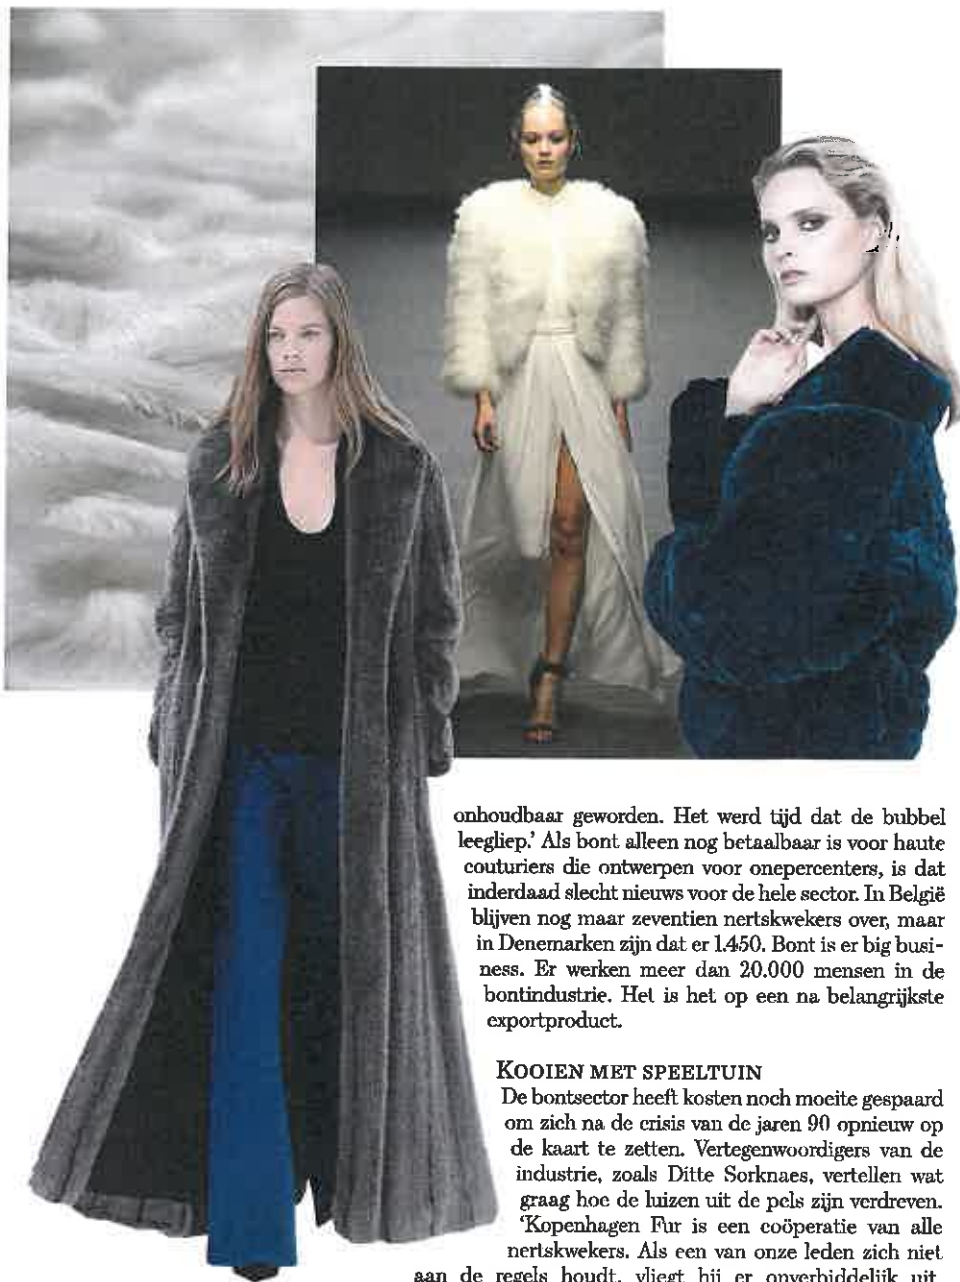 onhoudbaar geworden. Het werd tijd dat de bubbel
leegliep.’ Als bont alleen nog betaalbaar is voor haute
couturiers die ontwerpen voor onepercenters, is dat
inderdaad slecht nieuws voor de hele sector. In België
blijven nog maar zeventien nertskwekers over, maar
in Denemarken zijn dat er 1.450. Bont is er big busi-
ness. Er werken meer dan 20.000 mensen in de
bontindustrie. Het is het op een na belangrijkste
exportproduct.
KOOIEN MET SPEELTUIN
De bontsector heeft kosten noch moeite gespaard
om zich na de crisis van de jaren 90 opnieuw op
de kaart te zetten. Vertegenwoordigers van de
industrie, zoals Ditte Sorknaes, vertellen wat
graag hoe de luizen uit de pels zijn verdreven.
‘Kopenhagen Fur is een coöperatie van alle
nertskwekers. Als een van onze leden zich niet
aan de regels houdt, vliegt hij er onverbiddelijk uit.